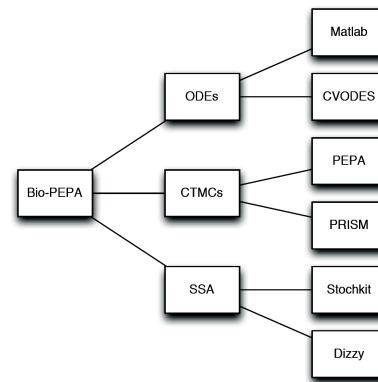 Matlab
ODEs
CVODES
PEPA
Bio-PEPA
CTMCs
PRISM
SSA
Stochkit
Dizzy